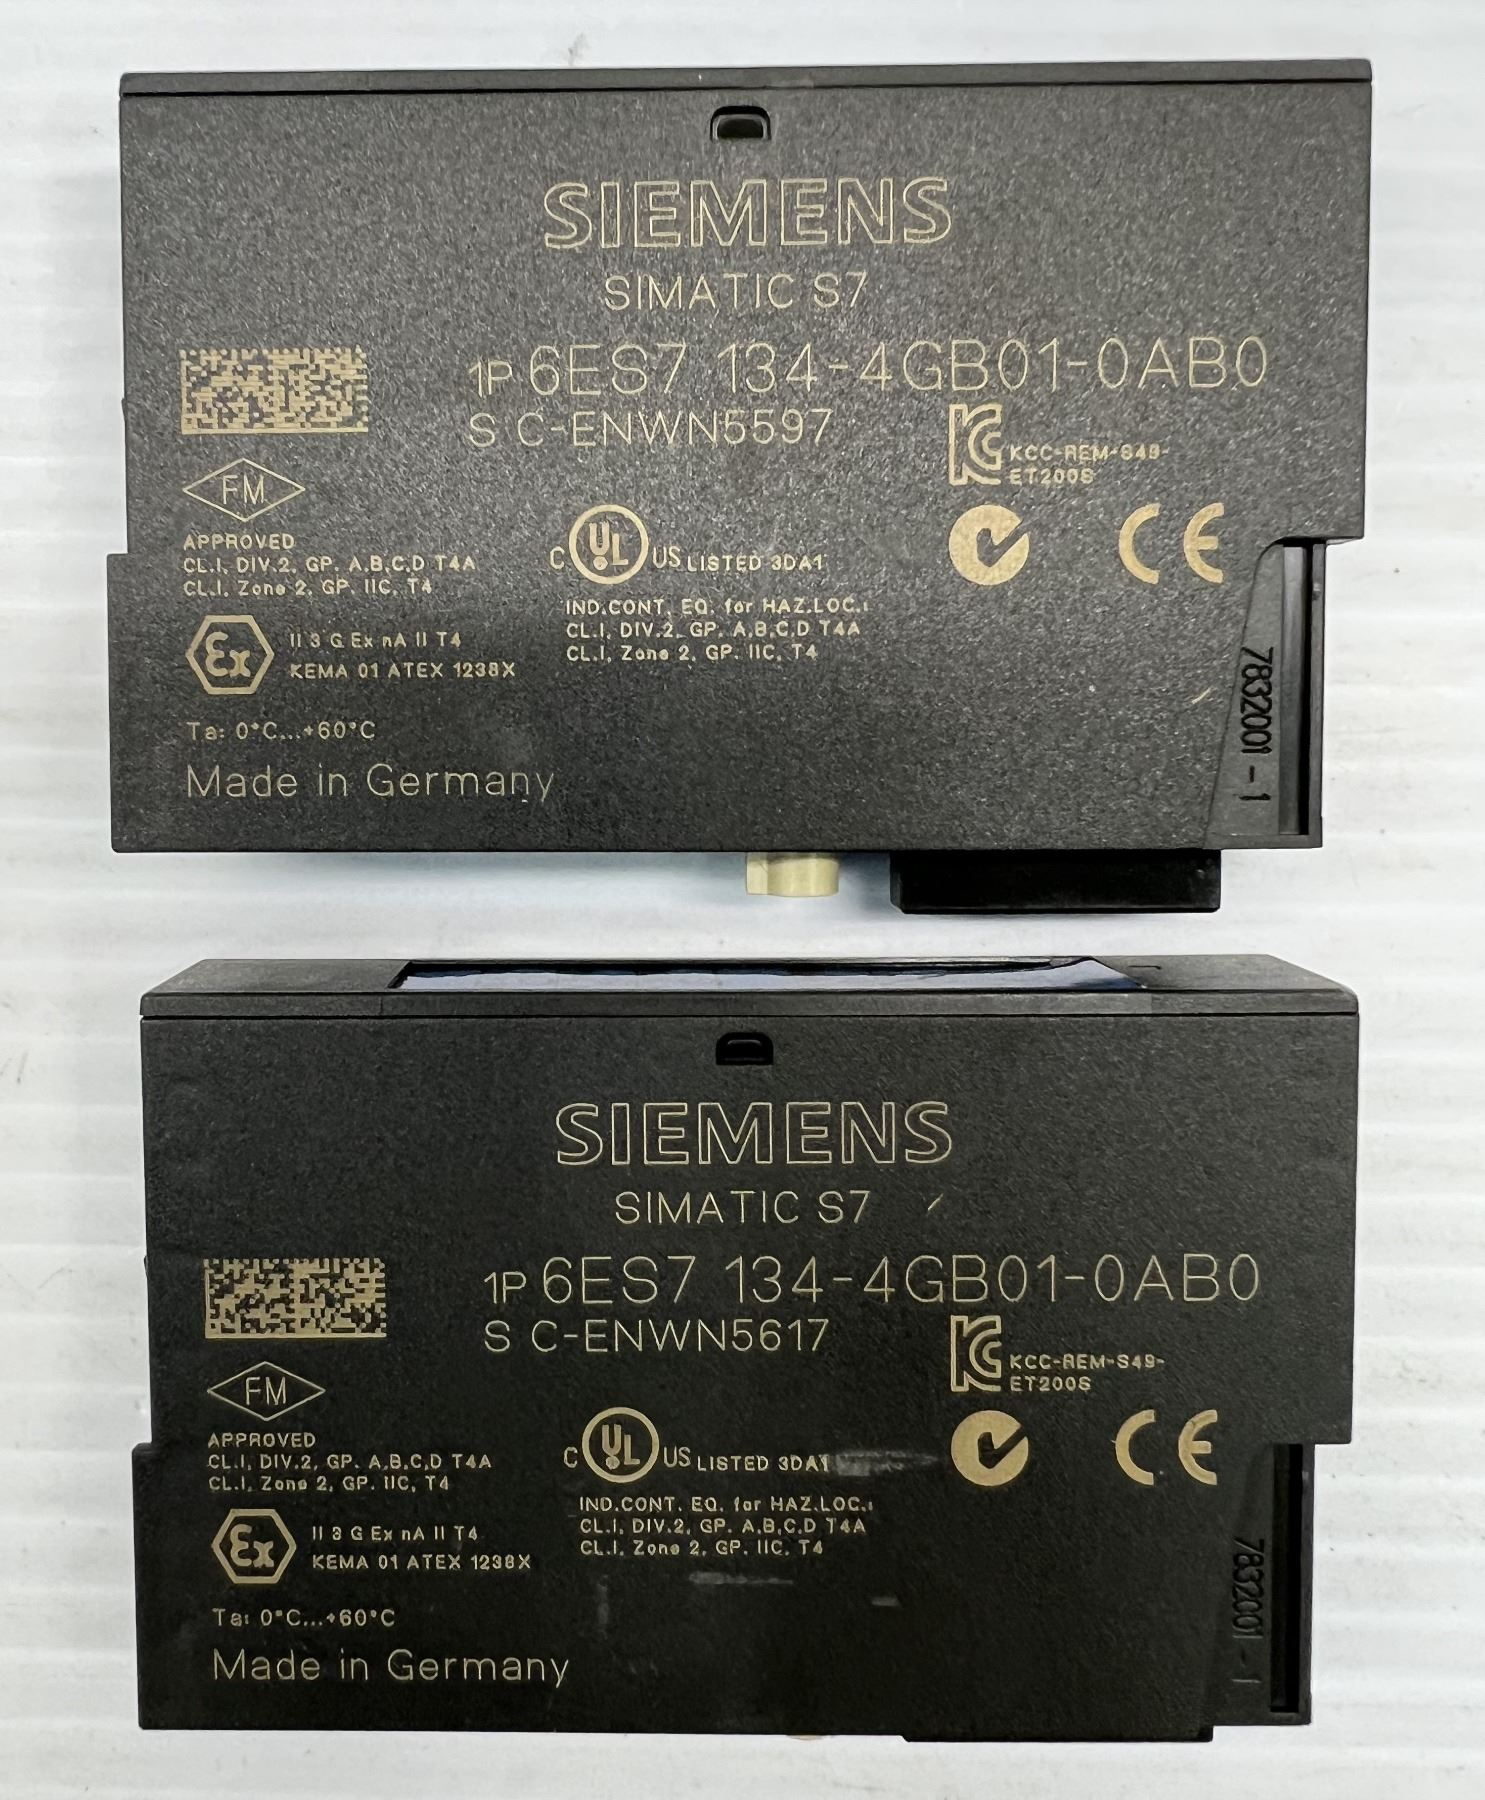 SIEMENS
SIMATIC S7
1P 6ES7 134-4GB01-0AB0
S C-ENWN5597
KCC-REM-S49-
ET200S
FM
APPROVED
CL.I, DIV.2, GP. A,B,C,D T4A
CL.I, Zone 2, GP. IIC, T4
C UL US LISTED 3DA1
IND.CONT. EQ. for HAZ.LOC.:
CL.I, DIV.2, GP. A,B,C,D T4A
CL.I, Zone 2, GP. IIC, T4
CE
Ex II 3 G Ex nA II T4
KEMA 01 ATEX 1238X
Ta: 0°C...+60°C
Made in Germany
7832001 - 1
SIEMENS
SIMATIC S7
1P 6ES7 134-4GB01-0AB0
S C-ENWN5617
KCC-REM-S49-
ET200S
FM
APPROVED
CL.I, DIV.2, GP. A,B,C,D T4A
CL.I, Zone 2, GP. IIC, T4
C UL US LISTED 3DA1
IND.CONT. EQ. for HAZ.LOC.:
CL.I, DIV.2, GP. A,B,C,D T4A
CL.I, Zone 2, GP. IIC, T4
CE
Ex II 3 G Ex nA II T4
KEMA 01 ATEX 1238X
Ta: 0°C...+60°C
Made in Germany
7832001 - 1